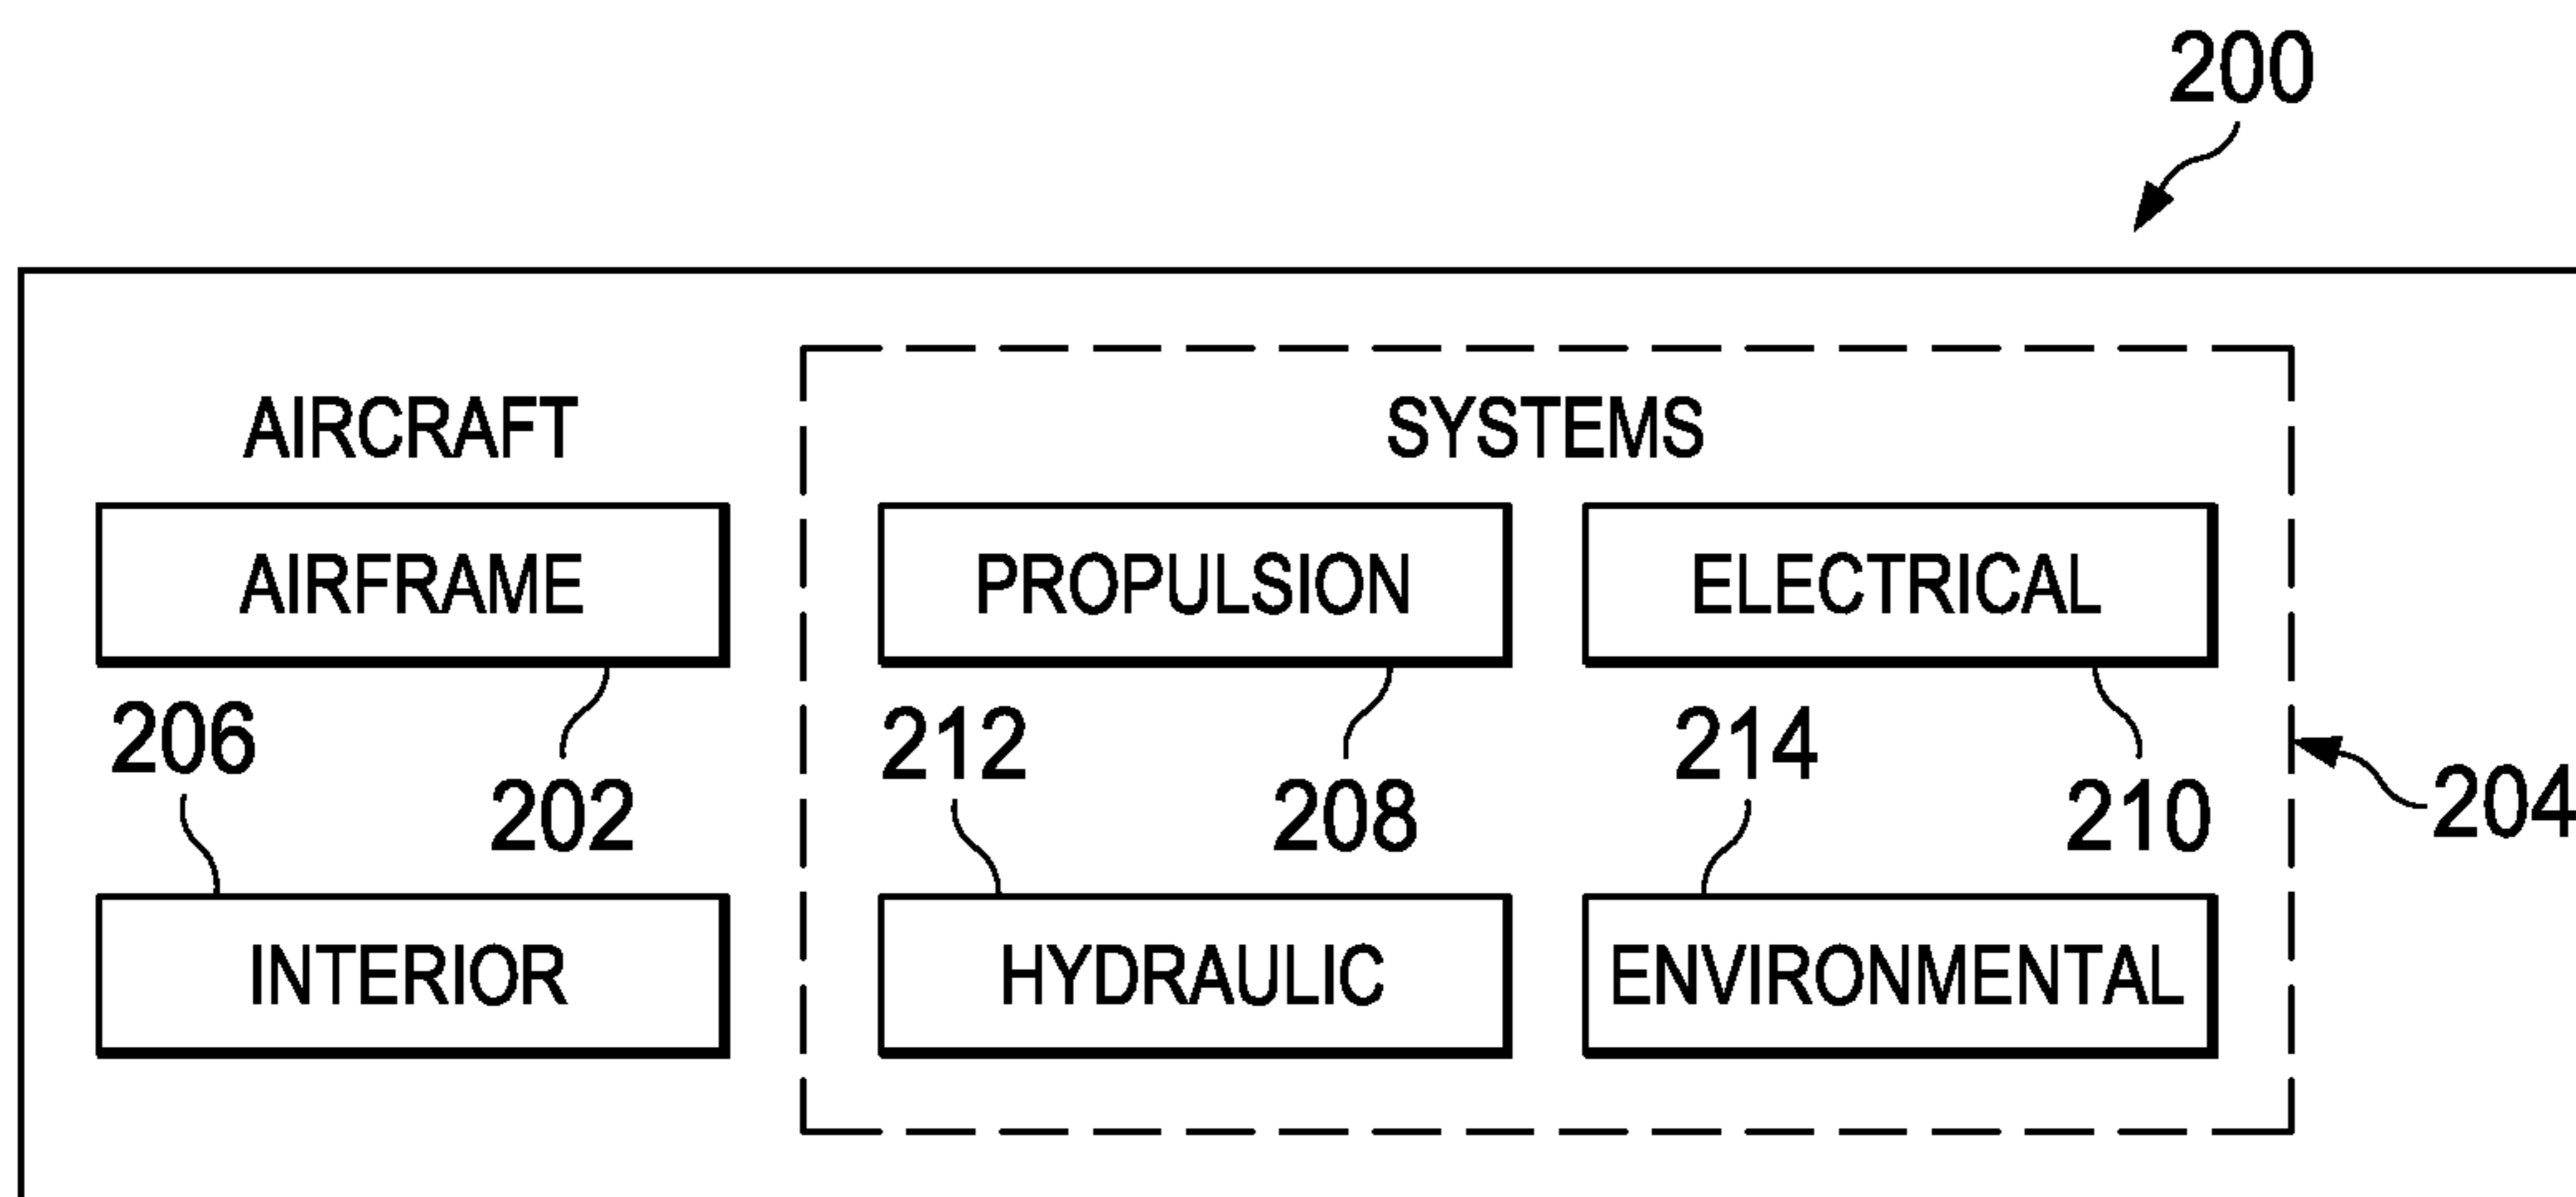 200
AIRCRAFT
SYSTEMS
AIRFRAME
PROPULSION
ELECTRICAL
206
202
212
208
214
210
204
INTERIOR
HYDRAULIC
ENVIRONMENTAL